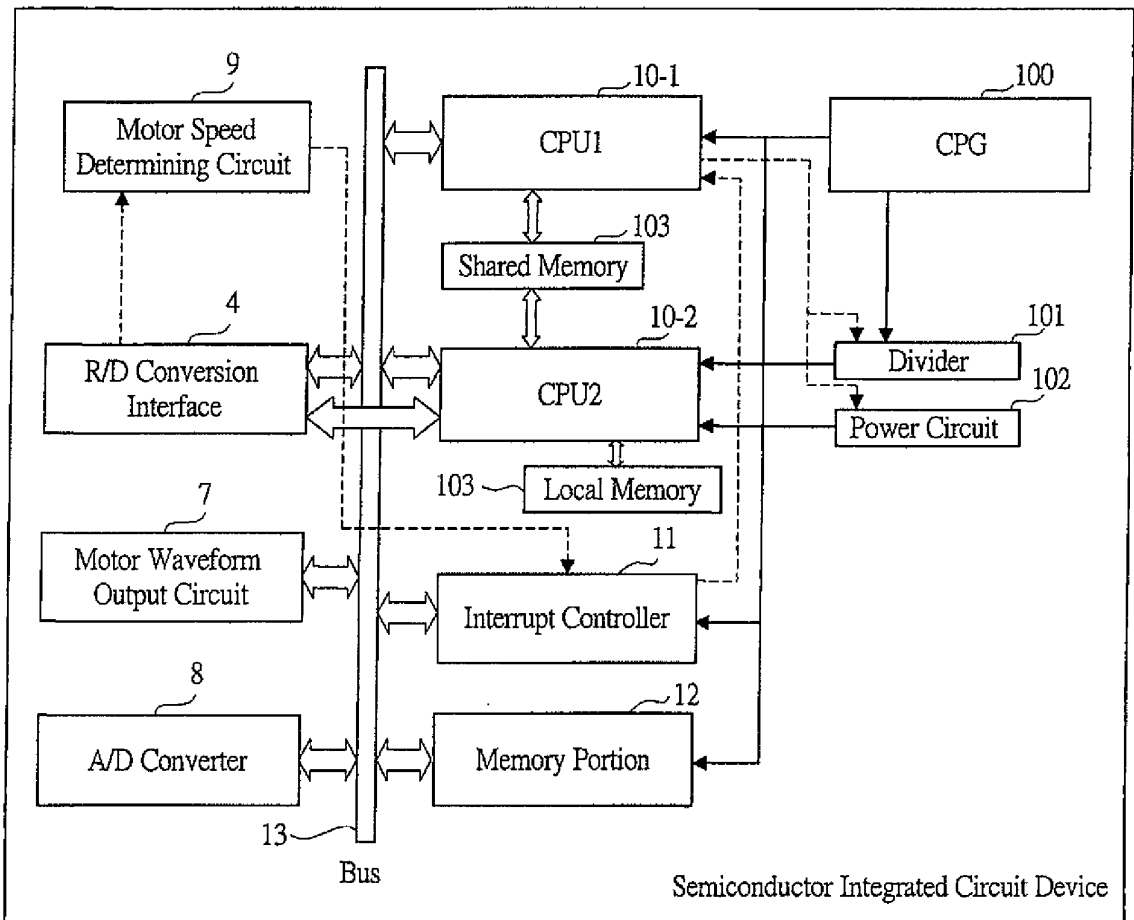 9
10-1
100
Motor Speed
Determining Circuit
CPU1
CPG
103
Shared Memory
4
10-2
101
R/D Conversion
Interface
CPU2
Divider
102
Power Circuit
103
Local Memory
7
11
Motor Waveform
Output Circuit
Interrupt Controller
8
12
A/D Converter
Memory Portion
13
Bus
Semiconductor Integrated Circuit Device